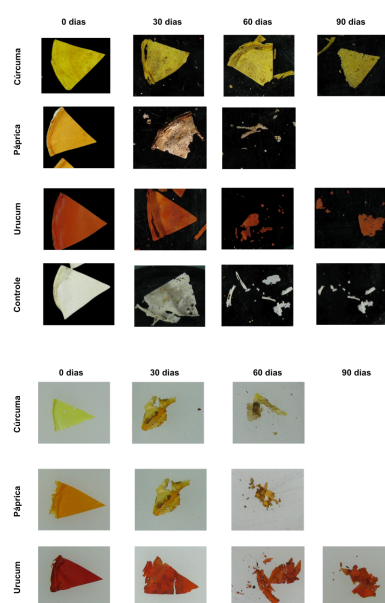 0 dias 30 dias 60 dias 90 dias
Cúrcuma
Páprica
Urucum
Controle
0 dias 30 dias 60 dias 90 dias
Cúrcuma
Páprica
Urucum